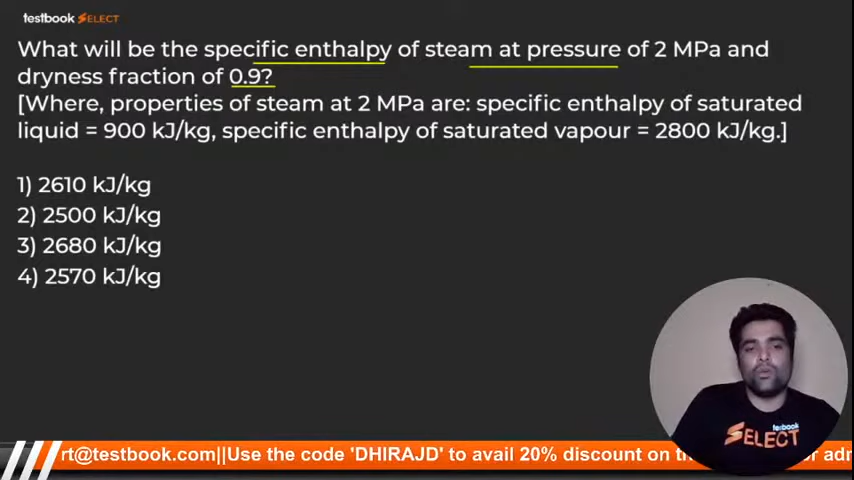 testbook SELECT
What will be the specific enthalpy of steam at pressure of 2 MPa and
dryness fraction of 0.9?
[Where, properties of steam at 2 MPa are: specific enthalpy of saturated
liquid = 900 kJ/kg, specific enthalpy of saturated vapour = 2800 kJ/kg.]
1) 2610 kJ/kg
2) 2500 kJ/kg
3) 2680 kJ/kg
4) 2570 kJ/kg
testbook
SELECT
rt@testbook.com||Use the code 'DHIRAJD' to avail 20% discount on